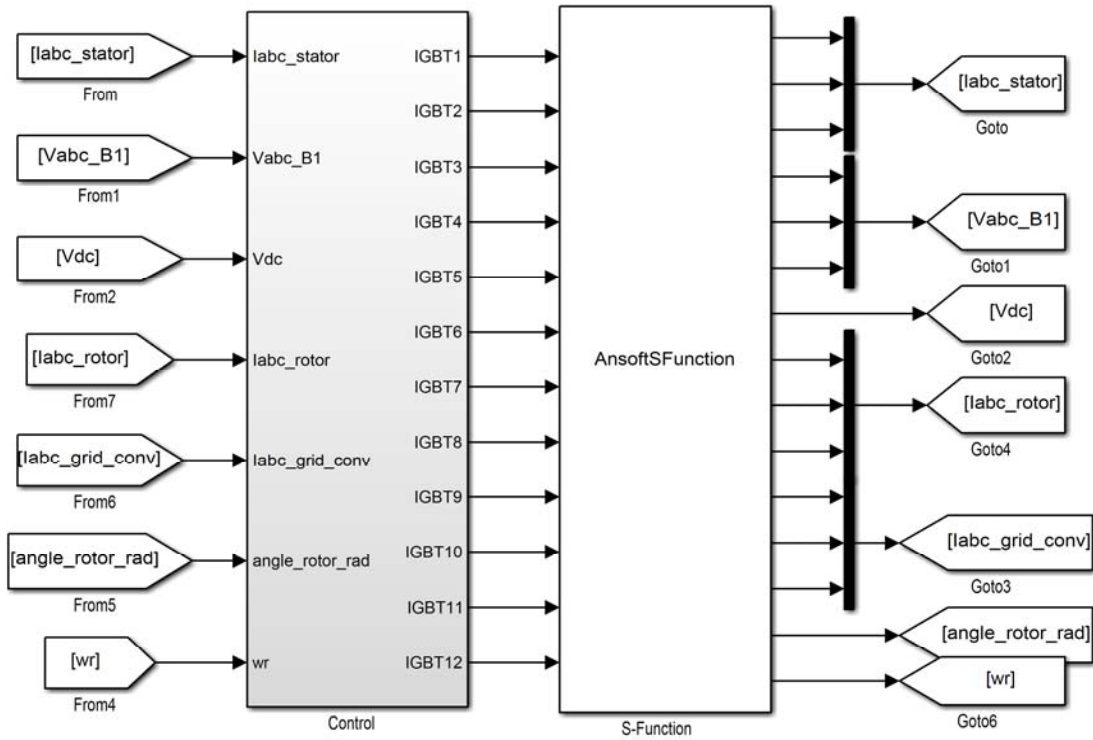 [Iabc_stator]
From
[Vabc_B1]
From1
[Vdc]
From2
[Iabc_rotor]
From7
[Iabc_grid_conv]
From6
[angle_rotor_rad]
From5
[wr]
From4
Iabc_stator
Vabc_B1
Vdc
Iabc_rotor
Iabc_grid_conv
angle_rotor_rad
wr
IGBT1
IGBT2
IGBT3
IGBT4
IGBT5
IGBT6
IGBT7
IGBT8
IGBT9
IGBT10
IGBT11
IGBT12
Control
AnsoftSFunction
S-Function
[Iabc_stator]
Goto
[Vabc_B1]
Goto1
[Vdc]
Goto2
[Iabc_rotor]
Goto4
[Iabc_grid_conv]
Goto3
[angle_rotor_rad]
[wr]
Goto6